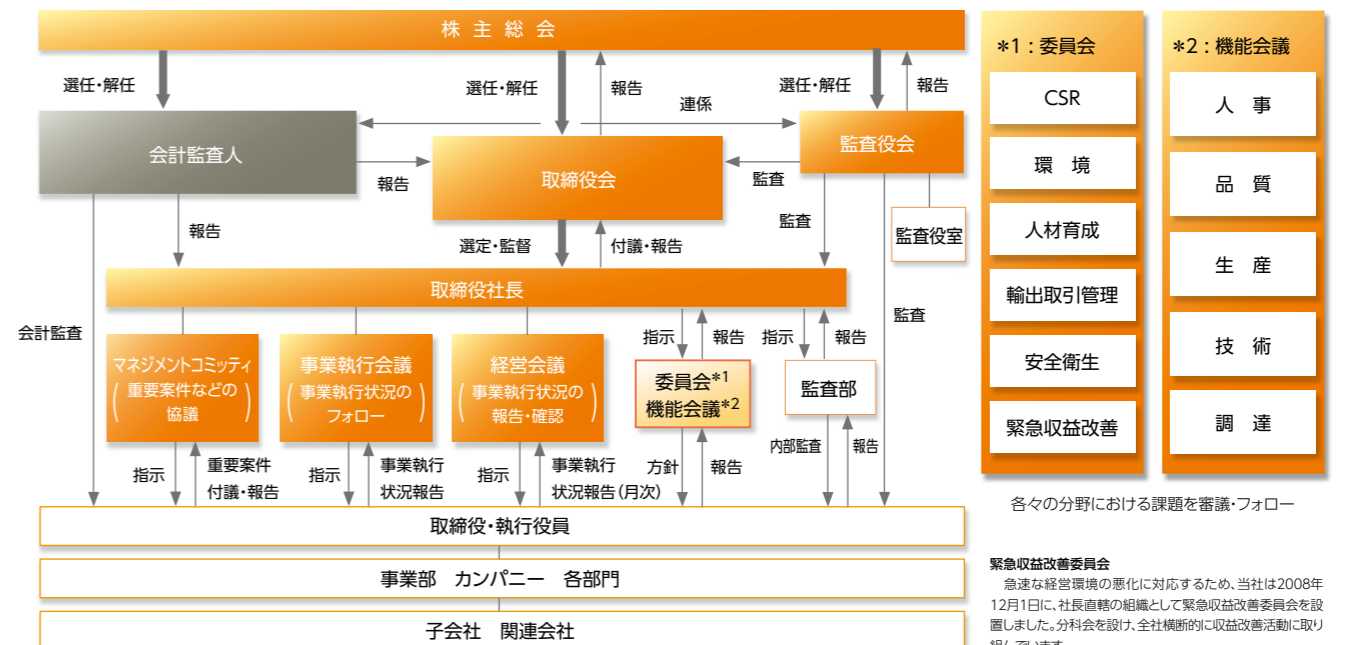 株主総会
選任・解任
選任・解任
報告
選任・解任
報告
連係
会計監査人
報告
取締役会
監査
監査役会
報告
選定・監督
付議・報告
監査
監査役室
取締役社長
会計監査
監査
マネジメントコミッティ
(重要案件などの
協議)
事業執行会議
(事業執行状況の
フォロー)
経営会議
(事業執行状況の
報告・確認)
指示
報告
指示
報告
委員会*1
機能会議*2
監査部
指示
重要案件
付議・報告
指示
事業執行
状況報告
指示
事業執行
状況報告(月次)
方針
報告
内部監査
報告
取締役・執行役員
事業部 カンパニー 各部門
子会社 関連会社
*1:委員会
CSR
環 境
人材育成
輸出取引管理
安全衛生
緊急収益改善
*2:機能会議
人 事
品 質
生 産
技 術
調 達
各々の分野における課題を審議・フォロー
緊急収益改善委員会
急速な経営環境の悪化に対応するため、当社は2008年
12月1日に、社長直轄の組織として緊急収益改善委員会を設
置しました。分科会を設け、全社横断的に収益改善活動に取り
組んでいます